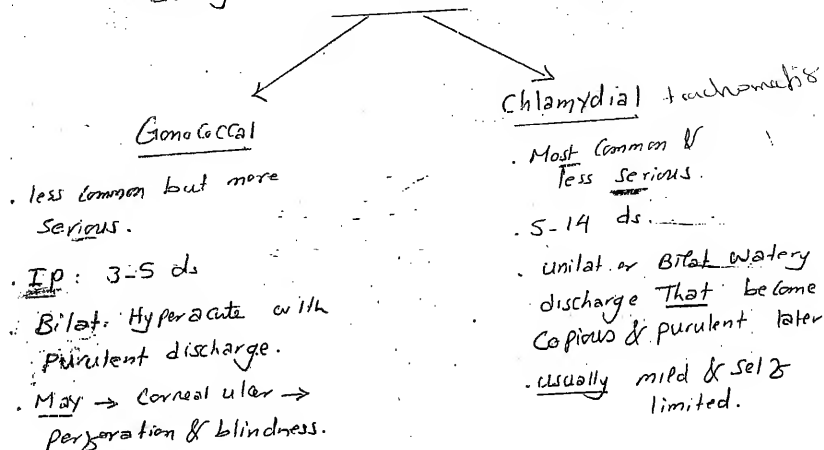 Gonococcal
. less common but more
serious.
. IP: 3-5 ds
. Bilat. Hyperacute with
purulent discharge.
. May → Corneal ulcer →
perforation & blindness.
Chlamydial trachomatis
. Most Common &
less serious.
. 5-14 ds.
. unilat. or Bilat watery
discharge That become
Copious & purulent later
. usually mild & self
limited.